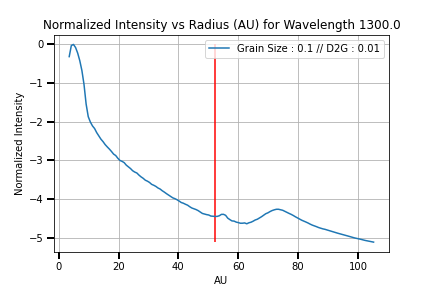 Normalized Intensity vs Radius (AU) for Wavelength 1300.0
Grain Size : 0.1 // D2G : 0.01
Normalized Intensity
0
−1
−2
−3
−4
−5
0 20 40 60 80 100
AU